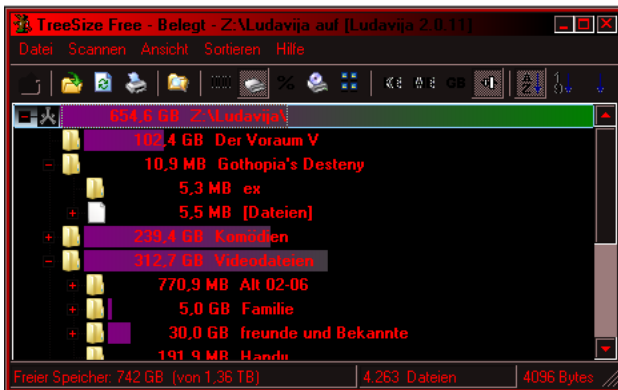 TreeSize Free - Belegt - Z:\Ludavija auf [Ludavija 2.0.11]
Datei Scannen Ansicht Sortieren Hilfe
% GB
654,6 GB Z:\Ludavija\
102,4 GB Der Voraum V
10,9 MB Gothopia's Desteny
5,3 MB ex
5,5 MB [Dateien]
239,4 GB Komödien
312,7 GB Videodateien
770,9 MB Alt 02-06
5,0 GB Familie
30,0 GB freunde und Bekannte
191,9 MB Handy
Freier Speicher: 742 GB (von 1,36 TB) 4.263 Dateien 4096 Bytes